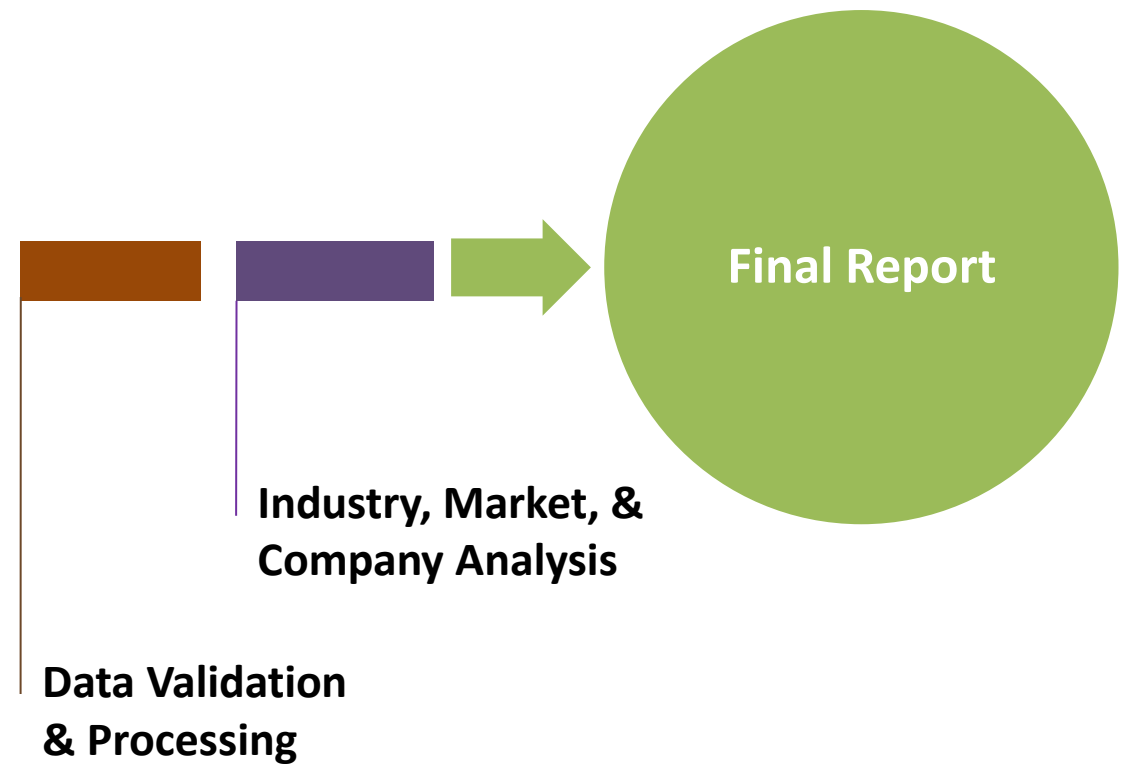 Final Report
Industry, Market, &
Company Analysis
Data Validation
& Processing